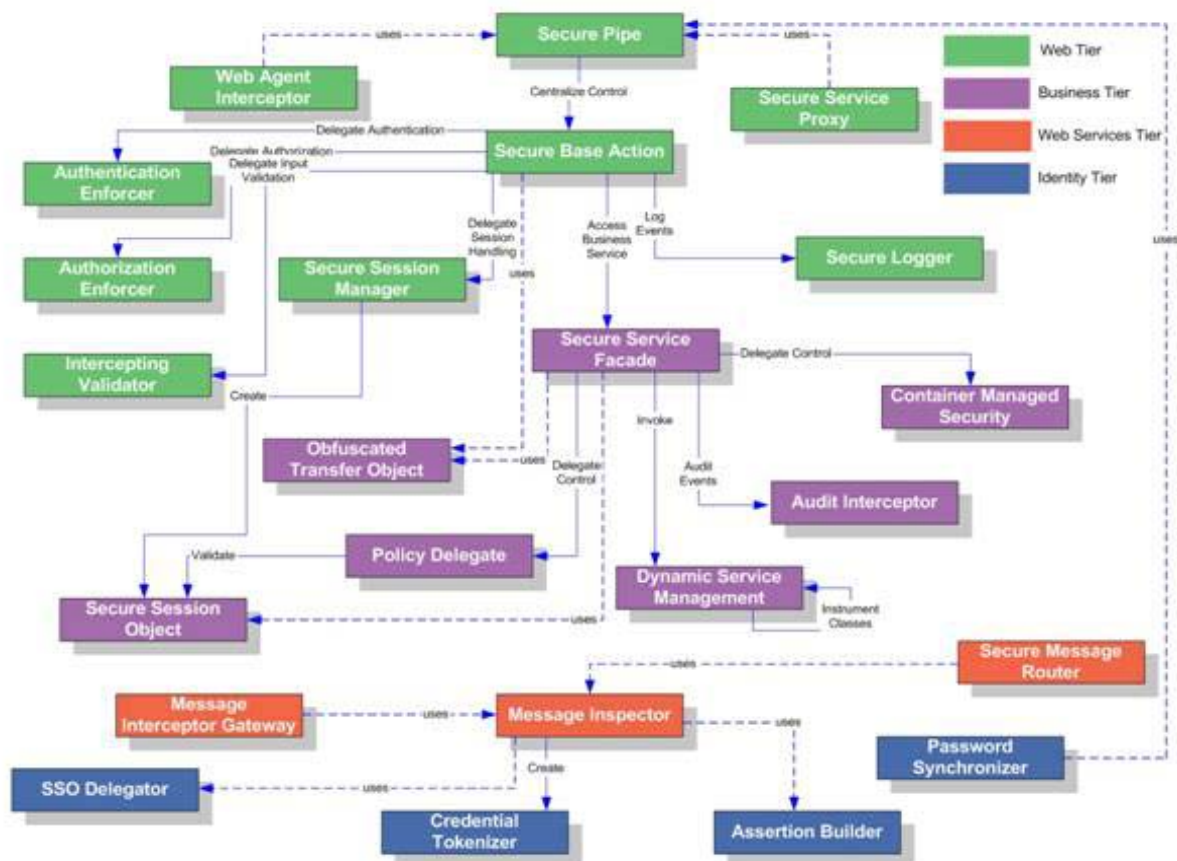 uses
Secure Pipe
uses
Web Tier
Web Agent
Interceptor
Centralize Control
Secure Service
Proxy
Business Tier
Web Services Tier
Identity Tier
Delegate Authentication
Delegate Authorization
Delegate Input
Validation
Secure Base Action
Authentication
Enforcer
Delegate
Session
Handling
Access
Business
Service
Log
Events
uses
uses
Authorization
Enforcer
Secure Session
Manager
Secure Logger
Intercepting
Validator
Create
Secure Service
Facade
Delegate Control
Container Managed
Security
Obfuscated
Transfer Object
uses
Delegate
Control
Invoke
Audit
Events
Audit Interceptor
Validate
Policy Delegate
Dynamic Service
Management
Instrument
Classes
Secure Session
Object
uses
Secure Message
Router
uses
Message
Interceptor Gateway
uses
Message Inspector
uses
Password
Synchronizer
SSO Delegator
uses
Create
Credential
Tokenizer
Assertion Builder